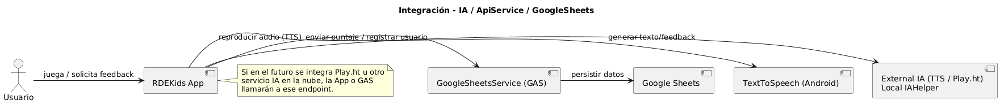 Integración - IA / ApiService / GoogleSheets
reproducir audio (TTS)
enviar puntaje / registrar usuario
generar texto/feedback
juega / solicita feedback
Usuario
RDEKids App
Si en el futuro se integra Play.ht u otro
servicio IA en la nube, la App o GAS
llamarán a ese endpoint.
GoogleSheetsService (GAS)
persistir datos
Google Sheets
TextToSpeech (Android)
External IA (TTS / Play.ht)
Local IAHelper